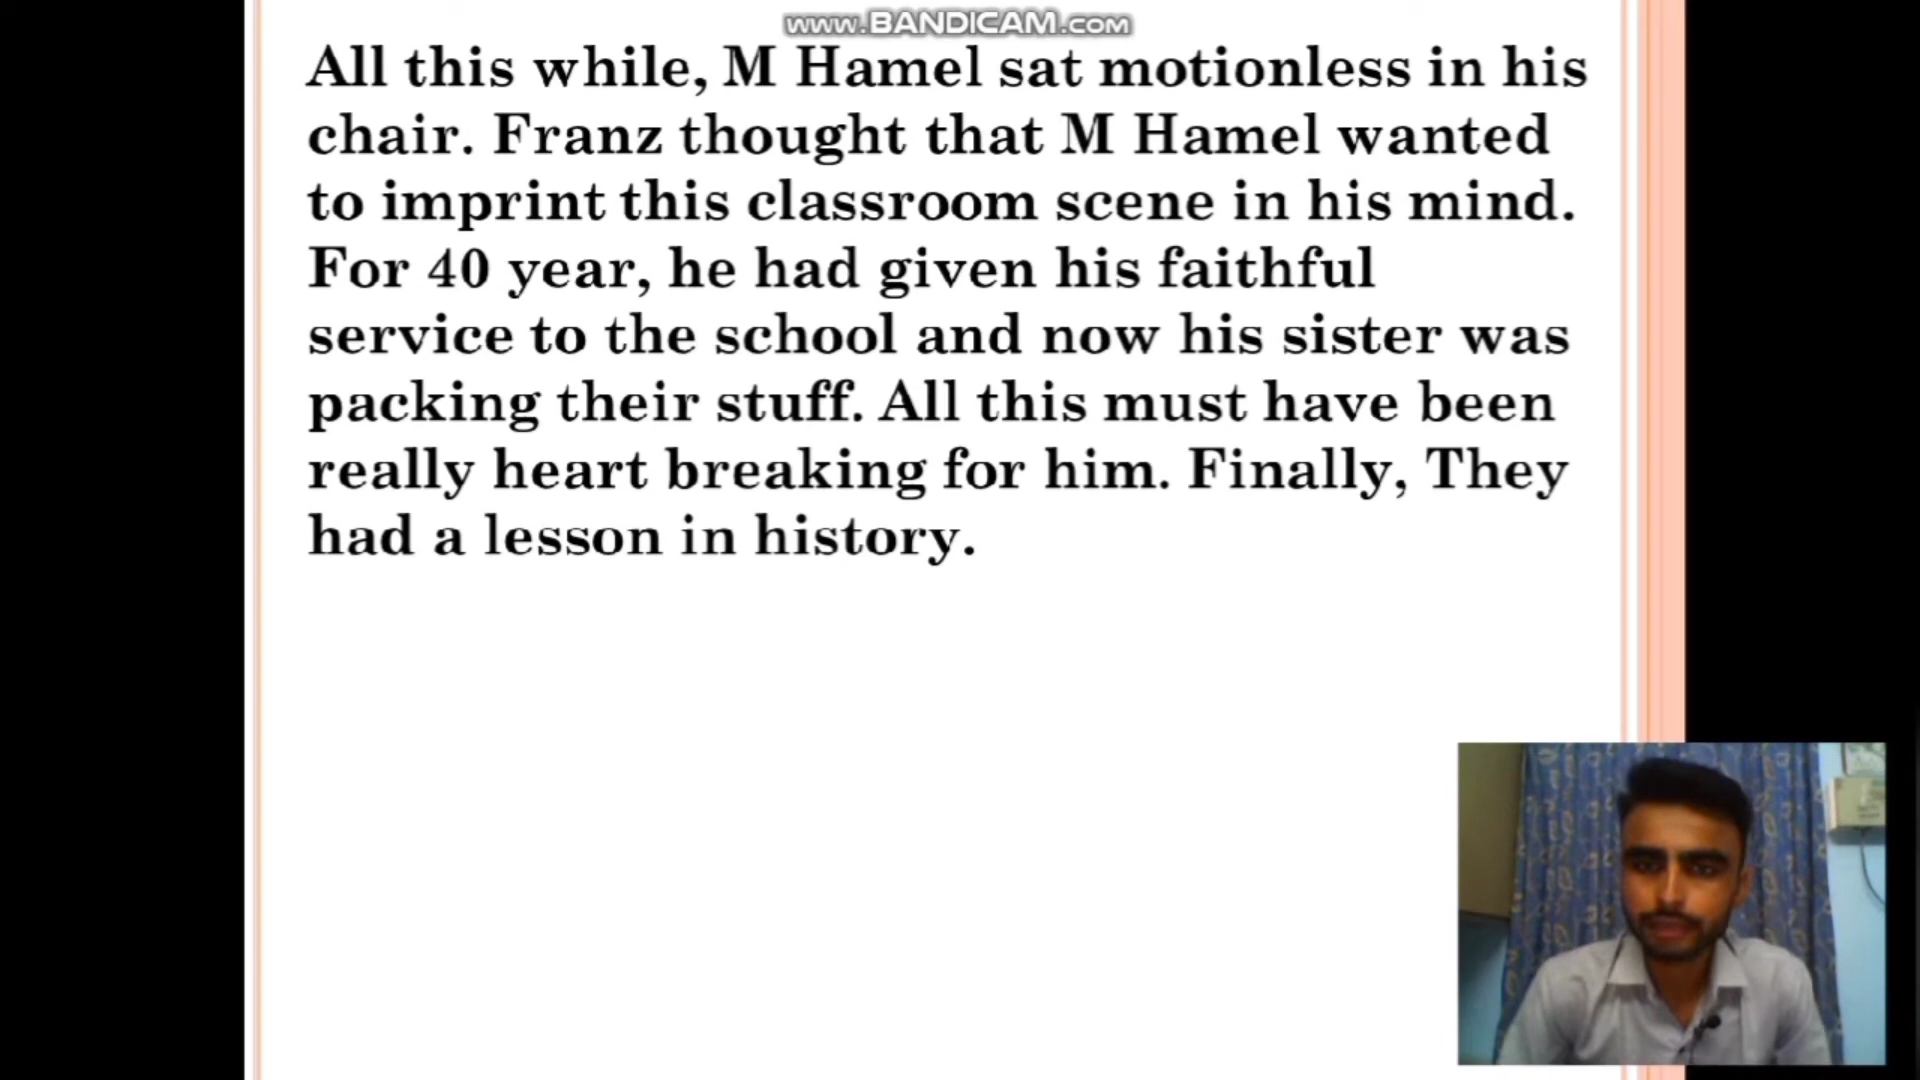 www.BANDICAM.com
All this while, M Hamel sat motionless in his
chair. Franz thought that M Hamel wanted
to imprint this classroom scene in his mind.
For 40 year, he had given his faithful
service to the school and now his sister was
packing their stuff. All this must have been
really heart breaking for him. Finally, They
had a lesson in history.